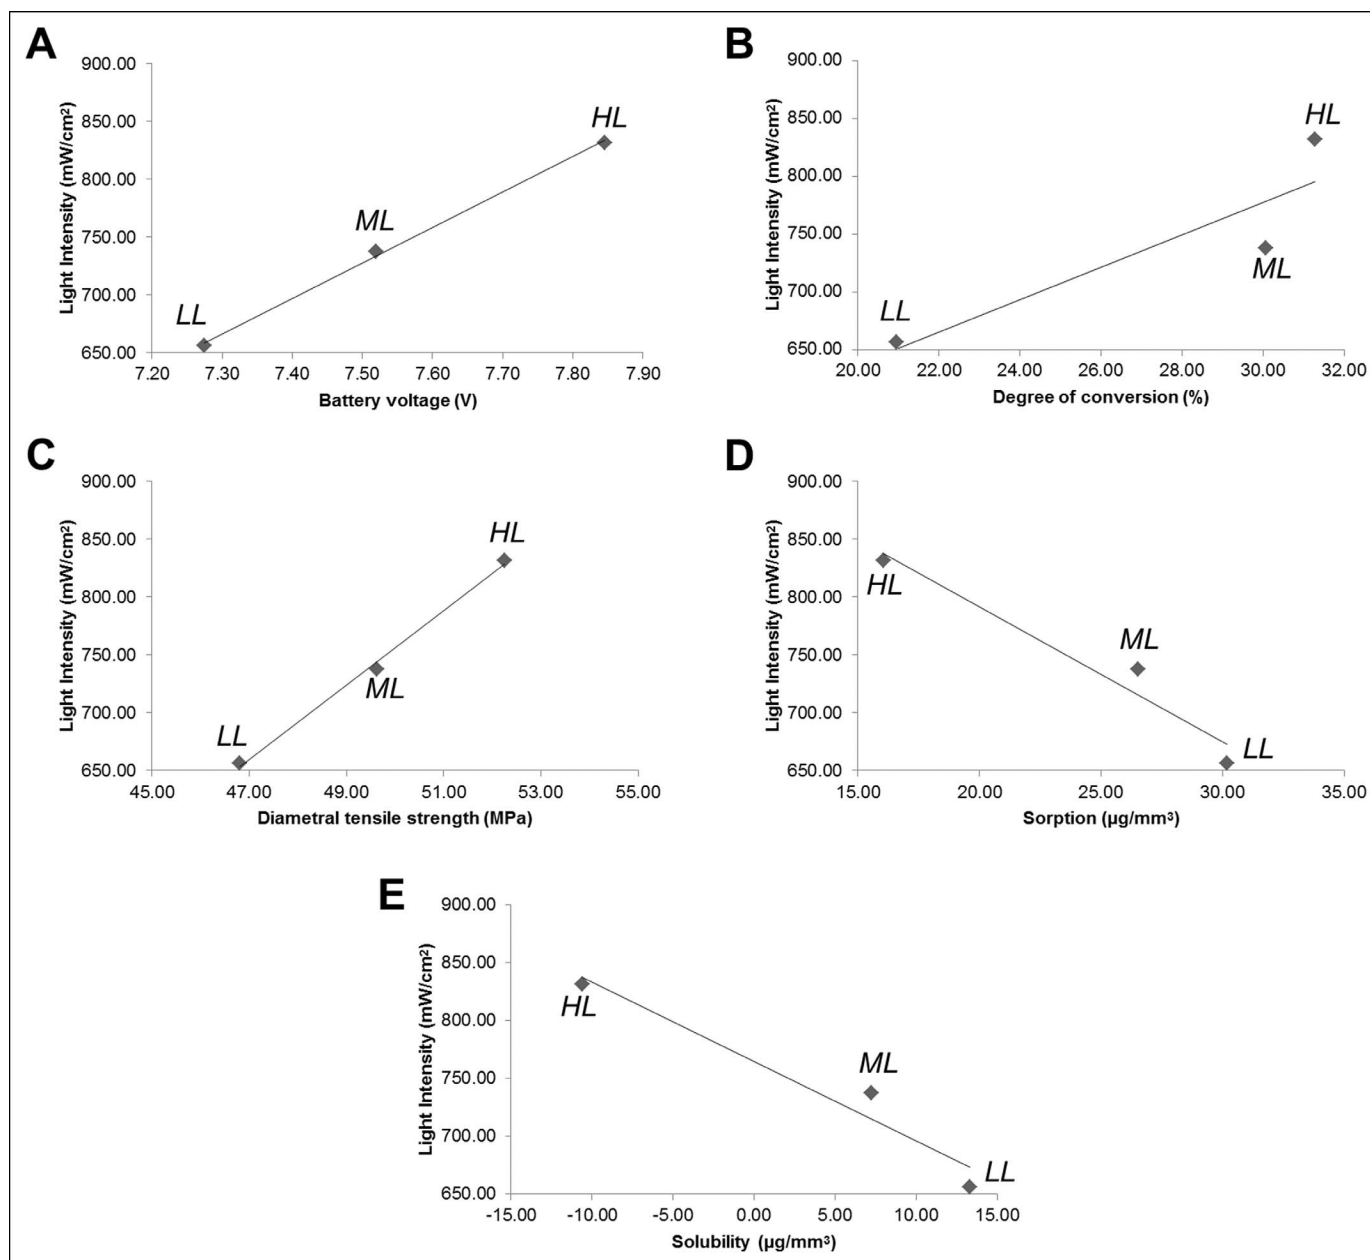 A
Light Intensity (mW/cm²)
900.00
850.00
800.00
750.00
700.00
650.00
HL
ML
LL
7.20 7.30 7.40 7.50 7.60 7.70 7.80 7.90
Battery voltage (V)
B
Light Intensity (mW/cm²)
900.00
850.00
800.00
750.00
700.00
650.00
HL
ML
LL
20.00 22.00 24.00 26.00 28.00 30.00 32.00
Degree of conversion (%)
C
Light Intensity (mW/cm²)
900.00
850.00
800.00
750.00
700.00
650.00
HL
ML
LL
45.00 47.00 49.00 51.00 53.00 55.00
Diametral tensile strength (MPa)
D
Light Intensity (mW/cm²)
900.00
850.00
800.00
750.00
700.00
650.00
HL
ML
LL
15.00 20.00 25.00 30.00 35.00
Sorption (µg/mm³)
E
Light Intensity (mW/cm²)
900.00
850.00
800.00
750.00
700.00
650.00
HL
ML
LL
-15.00 -10.00 -5.00 0.00 5.00 10.00 15.00
Solubility (µg/mm³)